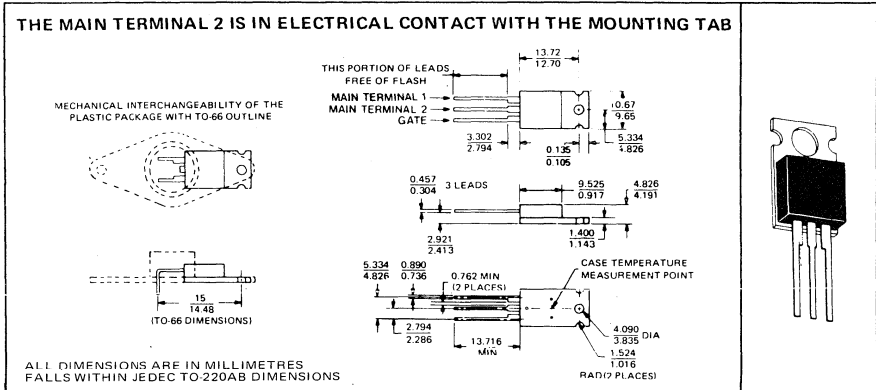 THE MAIN TERMINAL 2 IS IN ELECTRICAL CONTACT WITH THE MOUNTING TAB
MECHANICAL INTERCHANGEABILITY OF THE
PLASTIC PACKAGE WITH TO-66 OUTLINE
15
14.48
(TO-66 DIMENSIONS)
13.72
12.70
THIS PORTION OF LEADS
FREE OF FLASH
MAIN TERMINAL 1
MAIN TERMINAL 2
GATE
0.67
9.65
3.302
2.794
0.135
0.105
5.334
4.826
0.457
0.304
3 LEADS
9.525
0.917
4.826
4.191
2.921
2.413
1.400
1.143
5.334
4.826
0.890
0.736
0.762 MIN
(2 PLACES)
CASE TEMPERATURE
MEASUREMENT POINT
2.794
2.286
13.716
MIN
4.090
3.835
DIA
1.524
1.016
RAD(2 PLACES)
ALL DIMENSIONS ARE IN MILLIMETRES
FALLS WITHIN JEDEC TO-220AB DIMENSIONS